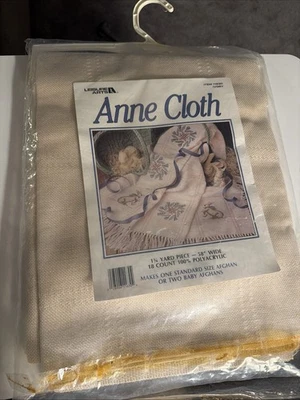 LEISURE
ARTS
Anne Cloth
1¼ YARD PIECE — 58" WIDE
18 COUNT 100% POLYACRYLIC
MAKES ONE STANDARD SIZE AFGHAN
OR TWO BABY AFGHANS